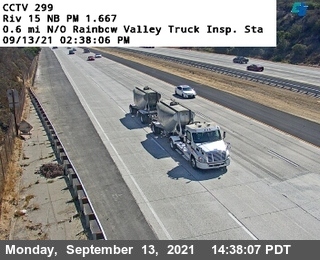 CCTV 299
Riv 15 NB PM 1.667
0.6 mi N/O Rainbow Valley Truck Insp. Sta
09/13/21 02:38:06 PM
Monday, September 13, 2021 14:38:07 PDT